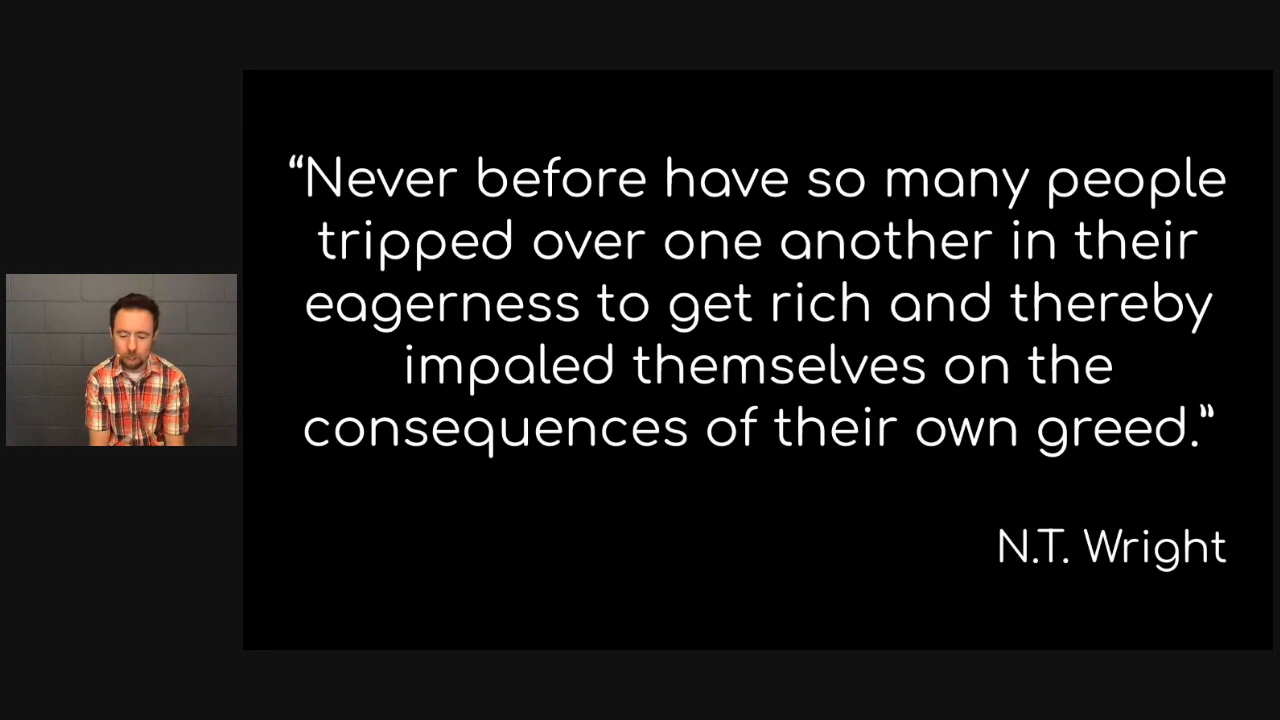 “Never before have so many people
tripped over one another in their
eagerness to get rich and thereby
impaled themselves on the
consequences of their own greed.”
N.T. Wright